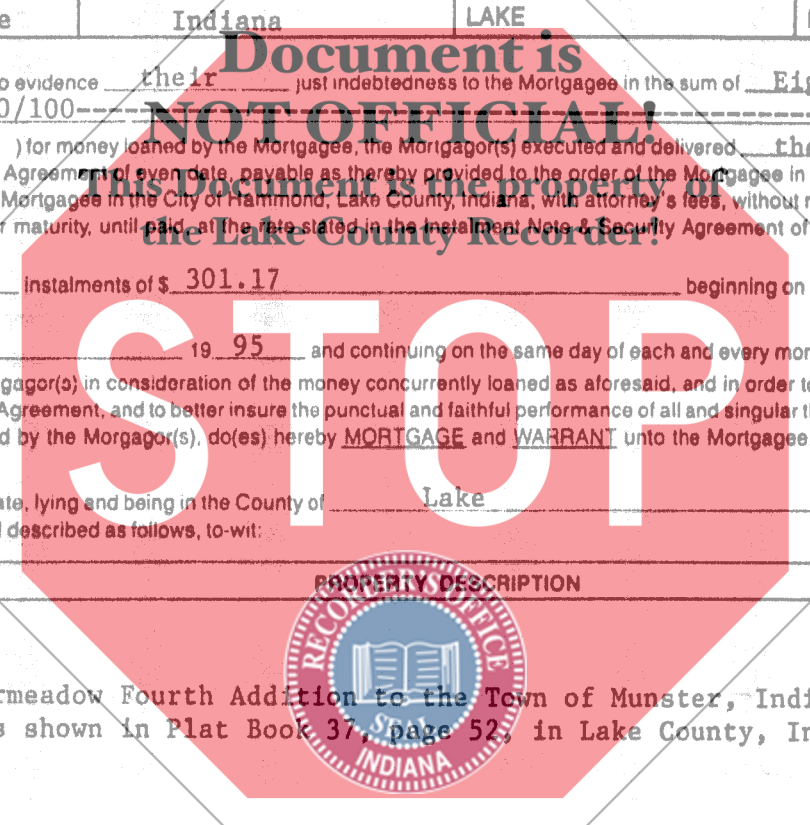 Indiana LAKE
Document is
o evidence their just indebtedness to the Mortgagee in the sum of Eig
0/100
NOT OFFICIAL!
) for money loaned by the Mortgagee, the Mortgagor(s) executed and delivered the
Agreement of even date, payable as thereby provided to the order of the Mortgagee in
This Document is the property of
Mortgagee in the City of Hammond, Lake County, Indiana, with attorney's fees, without r
r maturity, until paid, at the rate stated in the Instalment Note & Security Agreement of
the Lake County Recorder!
instalments of $ 301.17 beginning on
STOP
19 95 and continuing on the same day of each and every mon
gagor(s) in consideration of the money concurrently loaned as aforesaid, and in order to
Agreement, and to better insure the punctual and faithful performance of all and singular t
d by the Morgagor(s), do(es) hereby MORTGAGE and WARRANT unto the Mortgagee
ate, lying and being in the County of Lake
described as follows, to-wit:
PROPERTY DESCRIPTION
RECORDER'S OFFICE
rmeadow Fourth Addition to the Town of Munster, Indi
s shown in Plat Book 37, page 52, in Lake County, In
SEAL
INDIANA